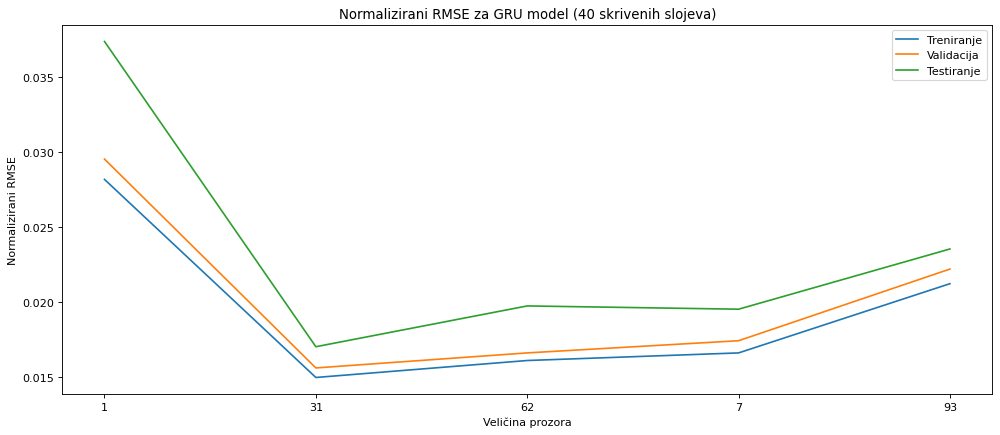 Normalizirani RMSE za GRU model (40 skrivenih slojeva)
Treniranje
Validacija
Testiranje
Normalizirani RMSE
0.035
0.030
0.025
0.020
0.015
1 31 62 7 93
Veličina prozora